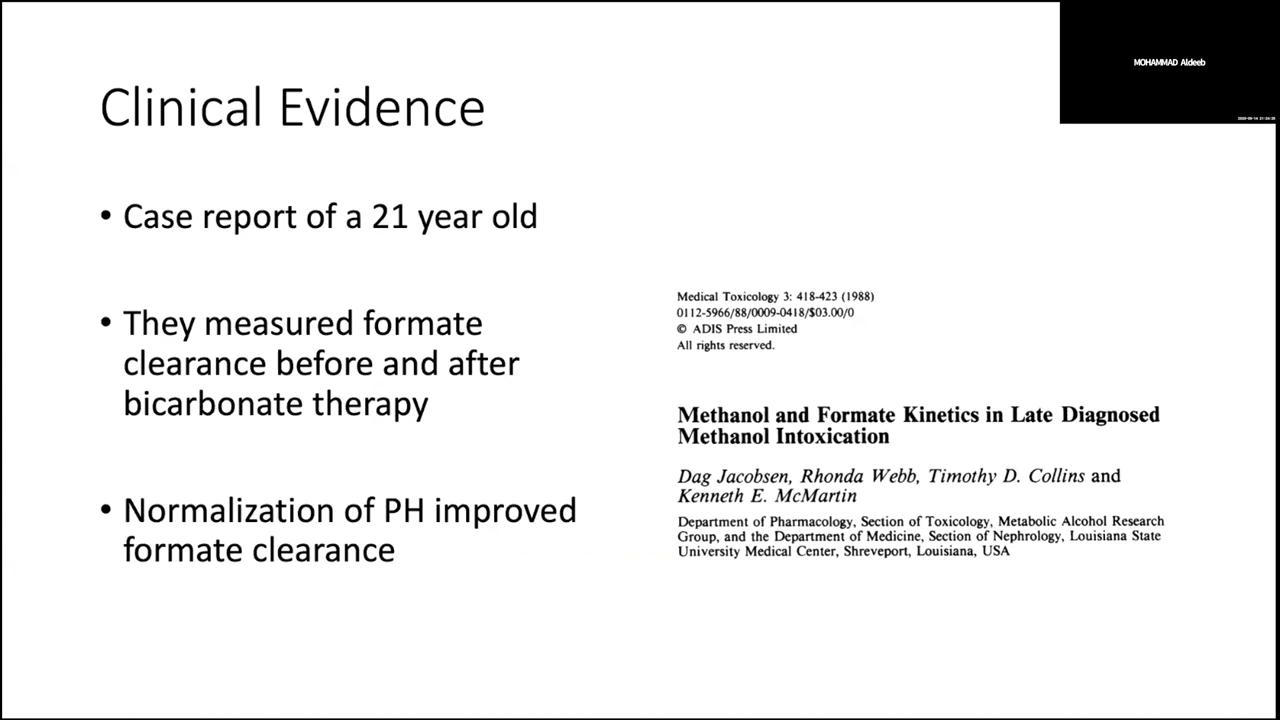 MOHAMMAD Aldeeb
Clinical Evidence
• Case report of a 21 year old
• They measured formate
clearance before and after
bicarbonate therapy
• Normalization of PH improved
formate clearance
Medical Toxicology 3: 418-423 (1988)
0112-5966/88/0009-0418/$03.00/0
© ADIS Press Limited
All rights reserved.
Methanol and Formate Kinetics in Late Diagnosed
Methanol Intoxication
Dag Jacobsen, Rhonda Webb, Timothy D. Collins and
Kenneth E. McMartin
Department of Pharmacology, Section of Toxicology, Metabolic Alcohol Research
Group, and the Department of Medicine, Section of Nephrology, Louisiana State
University Medical Center, Shreveport, Louisiana, USA